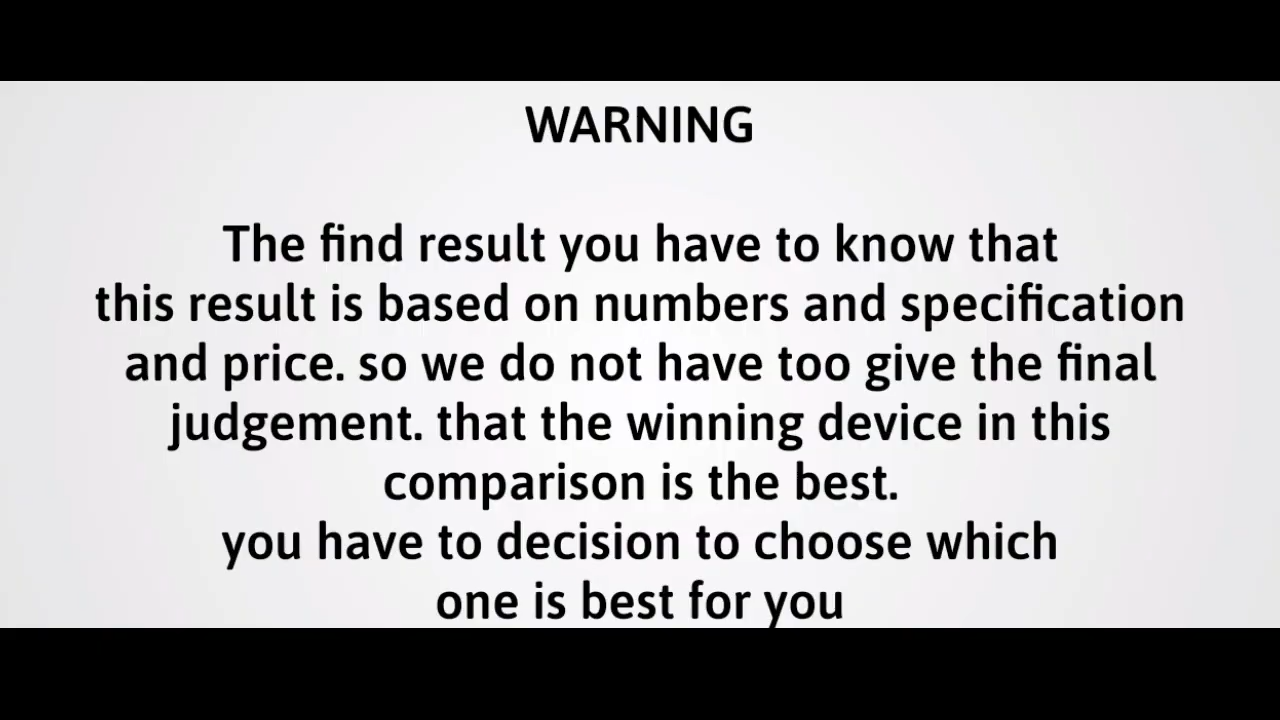 WARNING
The find result you have to know that
this result is based on numbers and specification
and price. so we do not have too give the final
judgement. that the winning device in this
comparison is the best.
you have to decision to choose which
one is best for you